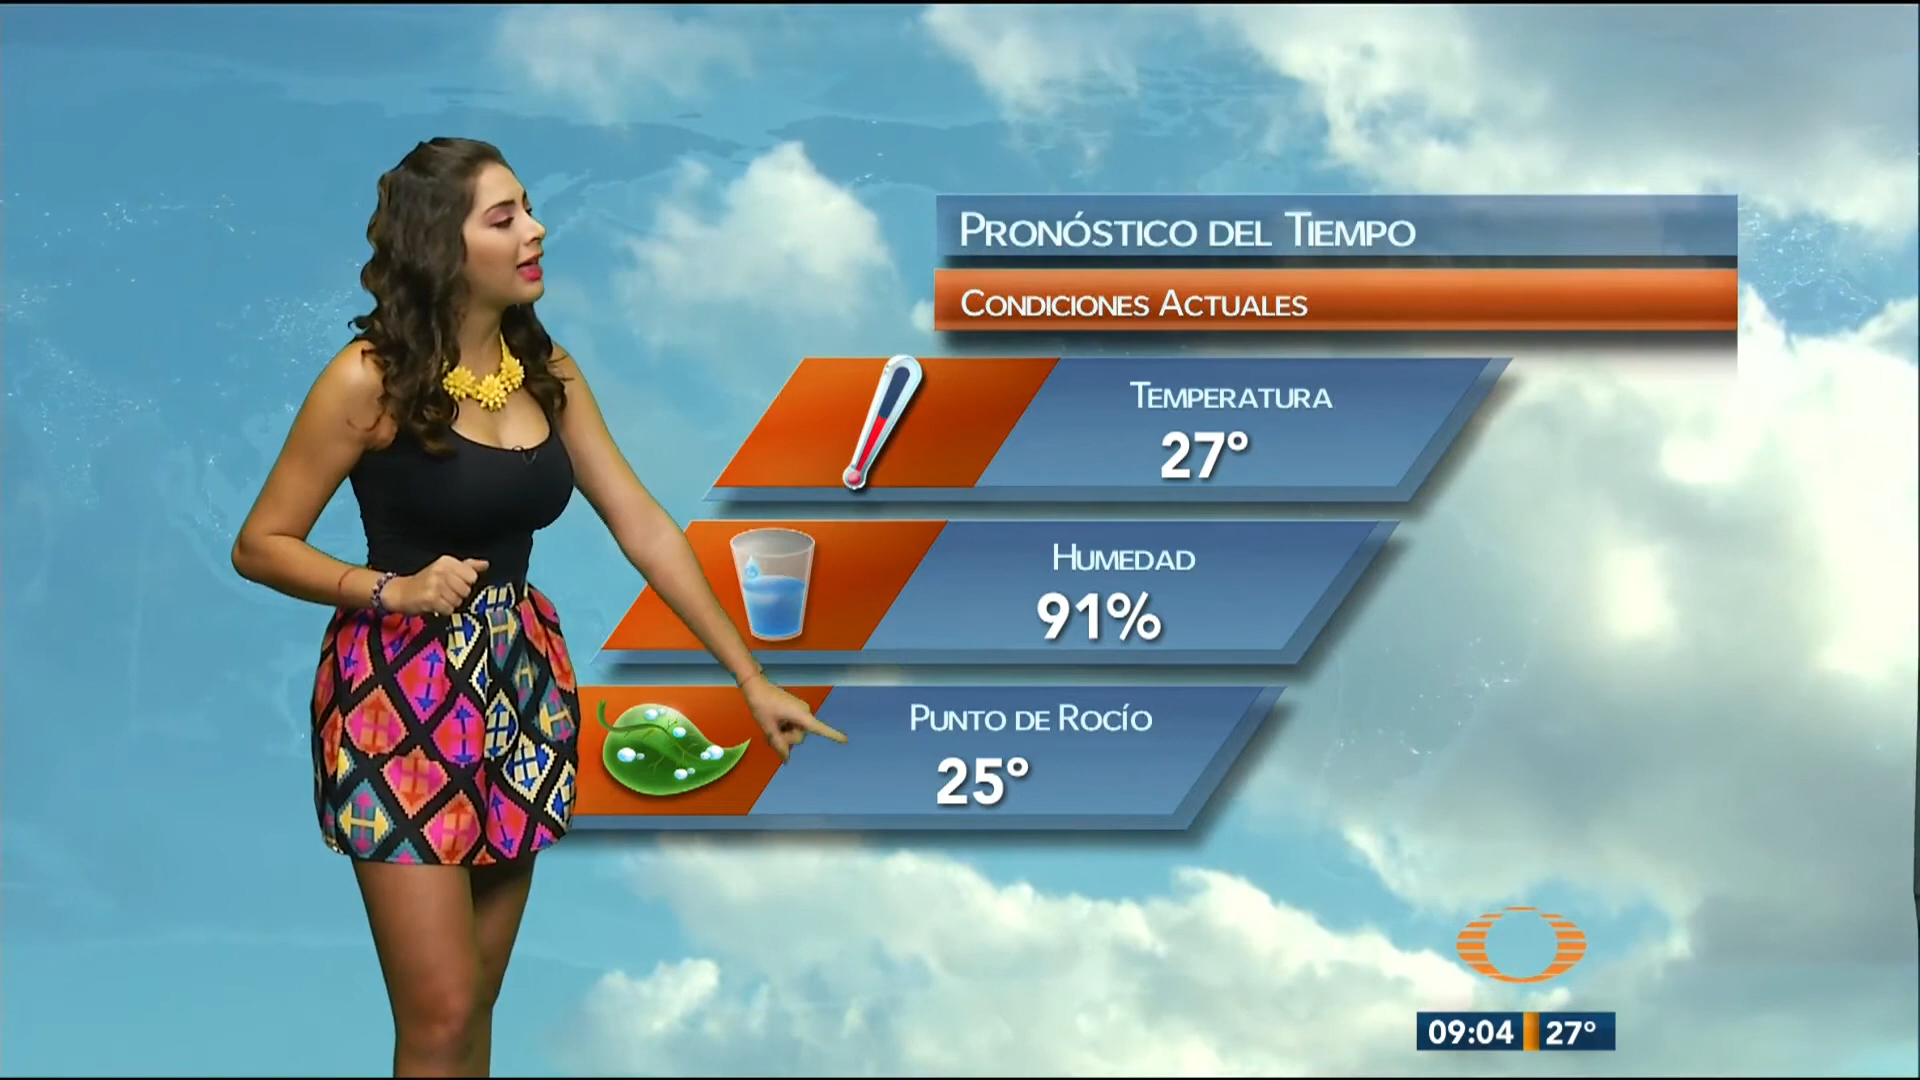 Pronóstico del Tiempo
Condiciones Actuales
Temperatura
27°
Humedad
91%
Punto de Rocío
25°
09:04 27°